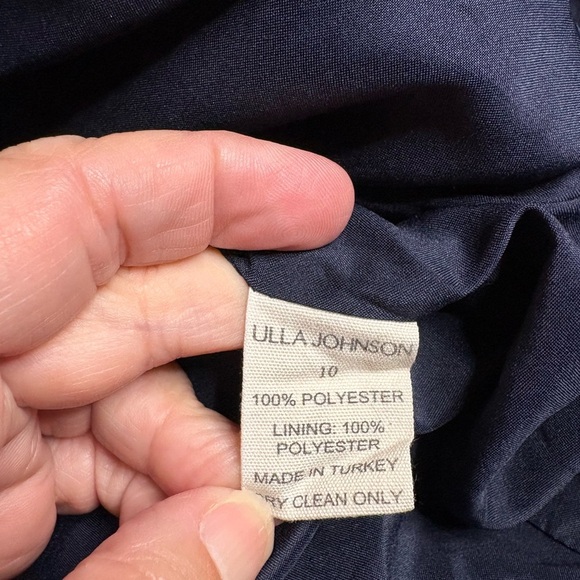 ULLA JOHNSON
10
100% POLYESTER
LINING: 100%
POLYESTER
MADE IN TURKEY
DRY CLEAN ONLY